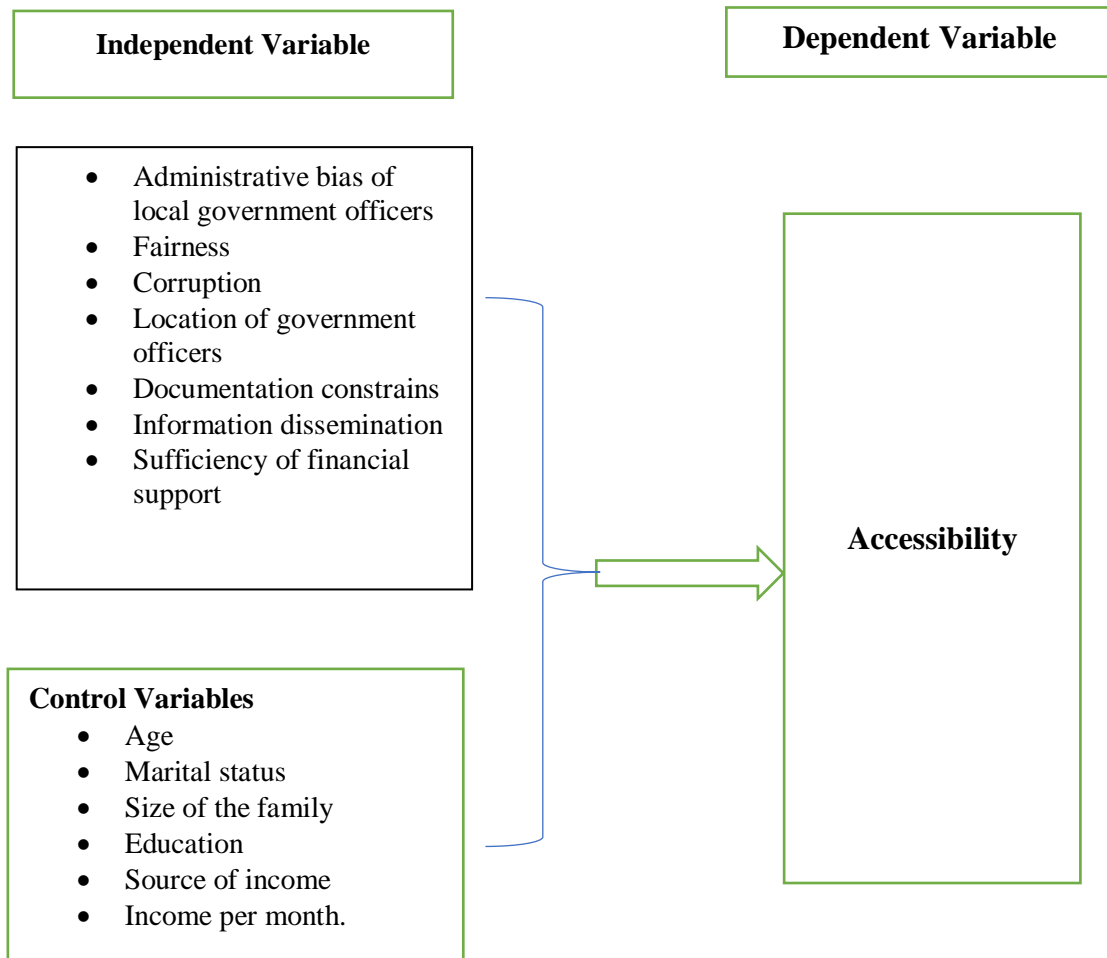 Independent Variable
Dependent Variable
• Administrative bias of
local government officers
• Fairness
• Corruption
• Location of government
officers
• Documentation constrains
• Information dissemination
• Sufficiency of financial
support
Accessibility
Control Variables
• Age
• Marital status
• Size of the family
• Education
• Source of income
• Income per month.